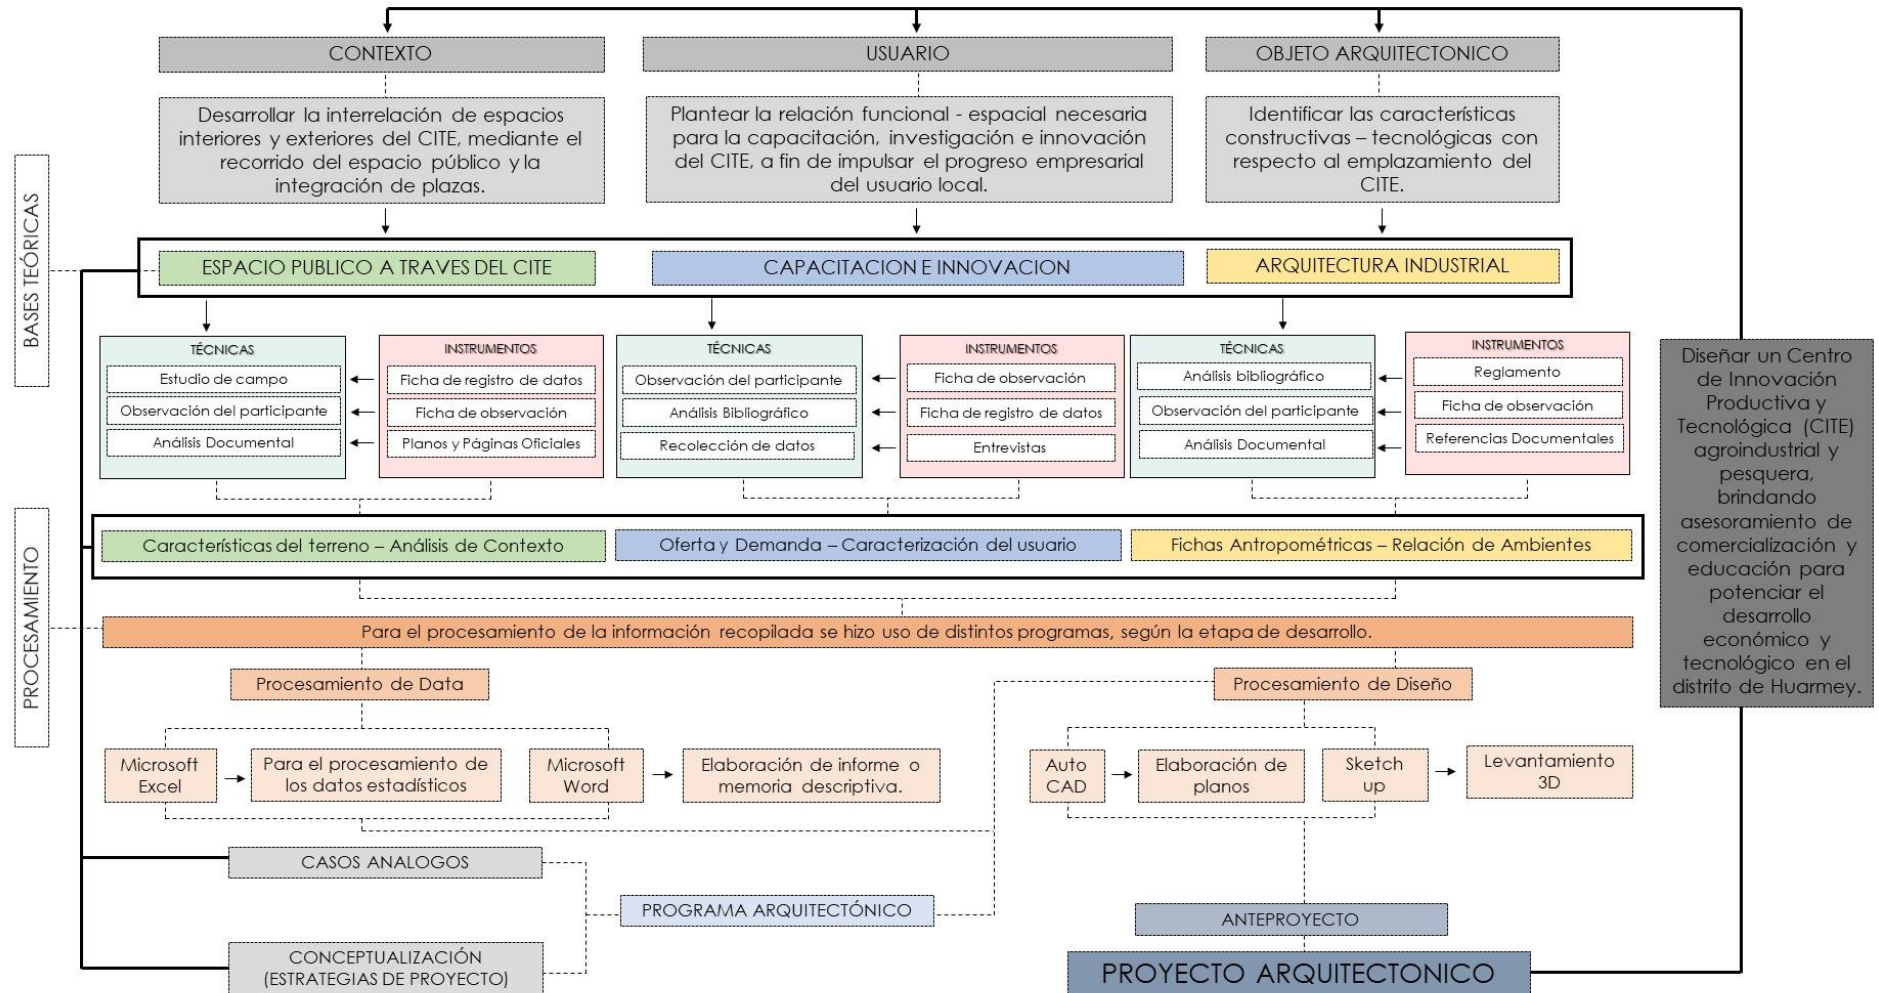 CONTEXTO
USUARIO
OBJETO ARQUITECTONICO
Desarrollar la interrelación de espacios
interiores y exteriores del CITE, mediante el
recorrido del espacio público y la
integración de plazas.
Plantear la relación funcional - espacial necesaria
para la capacitación, investigación e innovación
del CITE, a fin de impulsar el progreso empresarial
del usuario local.
Identificar las características
constructivas – tecnológicas con
respecto al emplazamiento del
CITE.
BASES TEÓRICAS
ESPACIO PUBLICO A TRAVES DEL CITE
CAPACITACION E INNOVACION
ARQUITECTURA INDUSTRIAL
TÉCNICAS
Estudio de campo
Observación del participante
Análisis Documental
INSTRUMENTOS
Ficha de registro de datos
Ficha de observación
Planos y Páginas Oficiales
TÉCNICAS
Observación del participante
Análisis Bibliográfico
Recolección de datos
INSTRUMENTOS
Ficha de observación
Ficha de registro de datos
Entrevistas
TÉCNICAS
Análisis bibliográfico
Observación del participante
Análisis Documental
INSTRUMENTOS
Reglamento
Ficha de observación
Referencias Documentales
Diseñar un Centro
de Innovación
Productiva y
Tecnológica (CITE)
agroindustrial y
pesquera,
brindando
asesoramiento de
comercialización y
educación para
potenciar el
desarrollo
económico y
tecnológico en el
distrito de Huarmey.
PROCESAMIENTO
Características del terreno – Análisis de Contexto
Oferta y Demanda – Caracterización del usuario
Fichas Antropométricas – Relación de Ambientes
Para el procesamiento de la información recopilada se hizo uso de distintos programas, según la etapa de desarrollo.
Procesamiento de Data
Procesamiento de Diseño
Microsoft
Excel
Para el procesamiento de
los datos estadísticos
Microsoft
Word
Elaboración de informe o
memoria descriptiva.
Auto
CAD
Elaboración de
planos
Sketch
up
Levantamiento
3D
CASOS ANALOGOS
PROGRAMA ARQUITECTÓNICO
ANTEPROYECTO
CONCEPTUALIZACIÓN
(ESTRATEGIAS DE PROYECTO)
PROYECTO ARQUITECTONICO